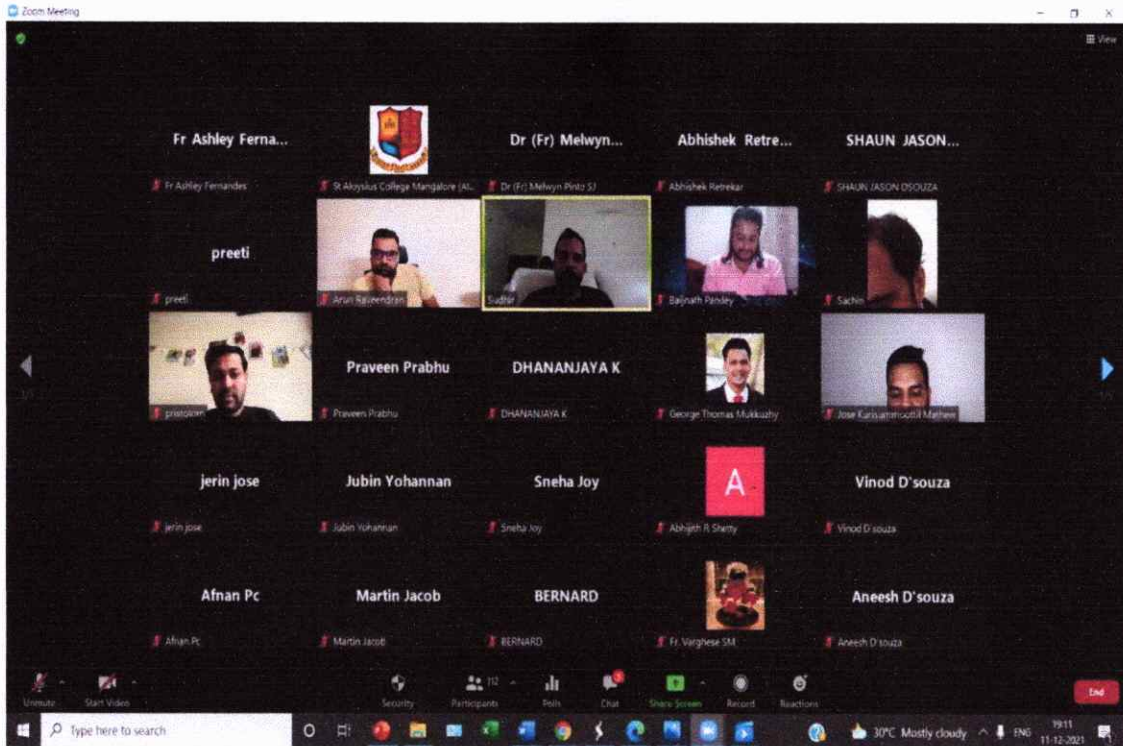 Zoom Meeting
View
Fr Ashley Ferna...
Dr (Fr) Melwyn...
Abhishek Retre...
SHAUN JASON...
Fr Ashley Fernandes
St Aloysius College Mangalore (At...
Dr (Fr) Melwyn Pinto SJ
Abhishek Retrekar
SHAUN JASON DSOUZA
preeti
preeti
Arun Raveendran
Sudhir
Baijnath Pandey
Sachin
Praveen Prabhu
DHANANJAYA K
Praveen Prabhu
DHANANJAYA K
George Thomas Mukkuzhy
Jose Karisammoottil Mathew
jerin jose
Jubin Yohannan
Sneha Joy
A
Vinod D'souza
jerin jose
Jubin Yohannan
Sneha Joy
Abhijith R Shetty
Vinod D'souza
Afnan Pc
Martin Jacob
BERNARD
Aneesh D'souza
Afnan Pc
Martin Jacob
BERNARD
Fr. Varghese SM
Aneesh D'souza
112
3
Unmute
Start Video
Security
Participants
Polls
Chat
Share Screen
Record
Reactions
End
Type here to search
30°C Mostly cloudy
ENG
19:11
11-12-2021